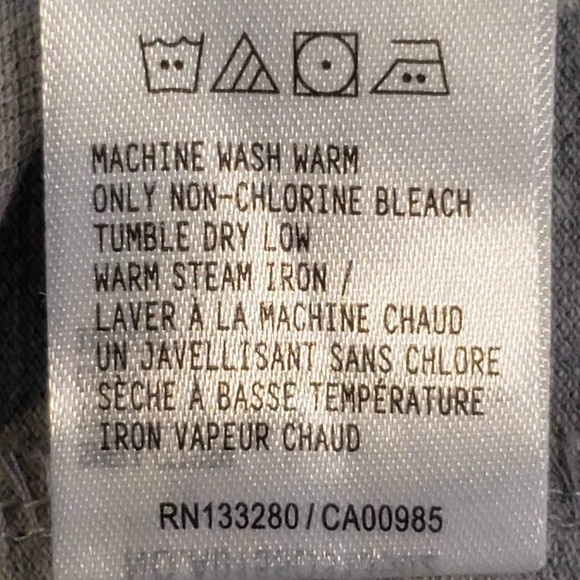 MACHINE WASH WARM
ONLY NON-CHLORINE BLEACH
TUMBLE DRY LOW
WARM STEAM IRON /
LAVER À LA MACHINE CHAUD
UN JAVELLISANT SANS CHLORE
SÈCHE À BASSE TEMPÉRATURE
IRON VAPEUR CHAUD
RN133280 / CA00985